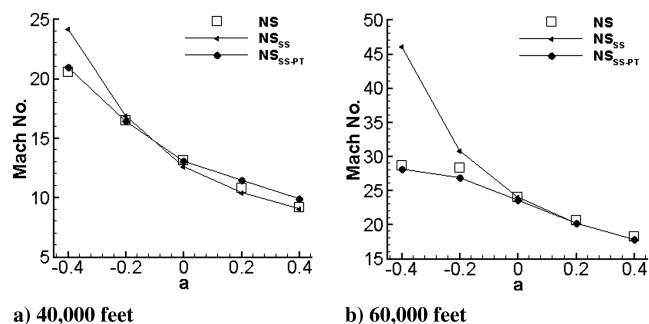 25
20
15
10
5
Mach No.
-0.4 -0.2 0 0.2 0.4
a
NS
NS_SS
NS_SS-PT
a) 40,000 feet
50
45
40
35
30
25
20
15
Mach No.
-0.4 -0.2 0 0.2 0.4
a
NS
NS_SS
NS_SS-PT
b) 60,000 feet